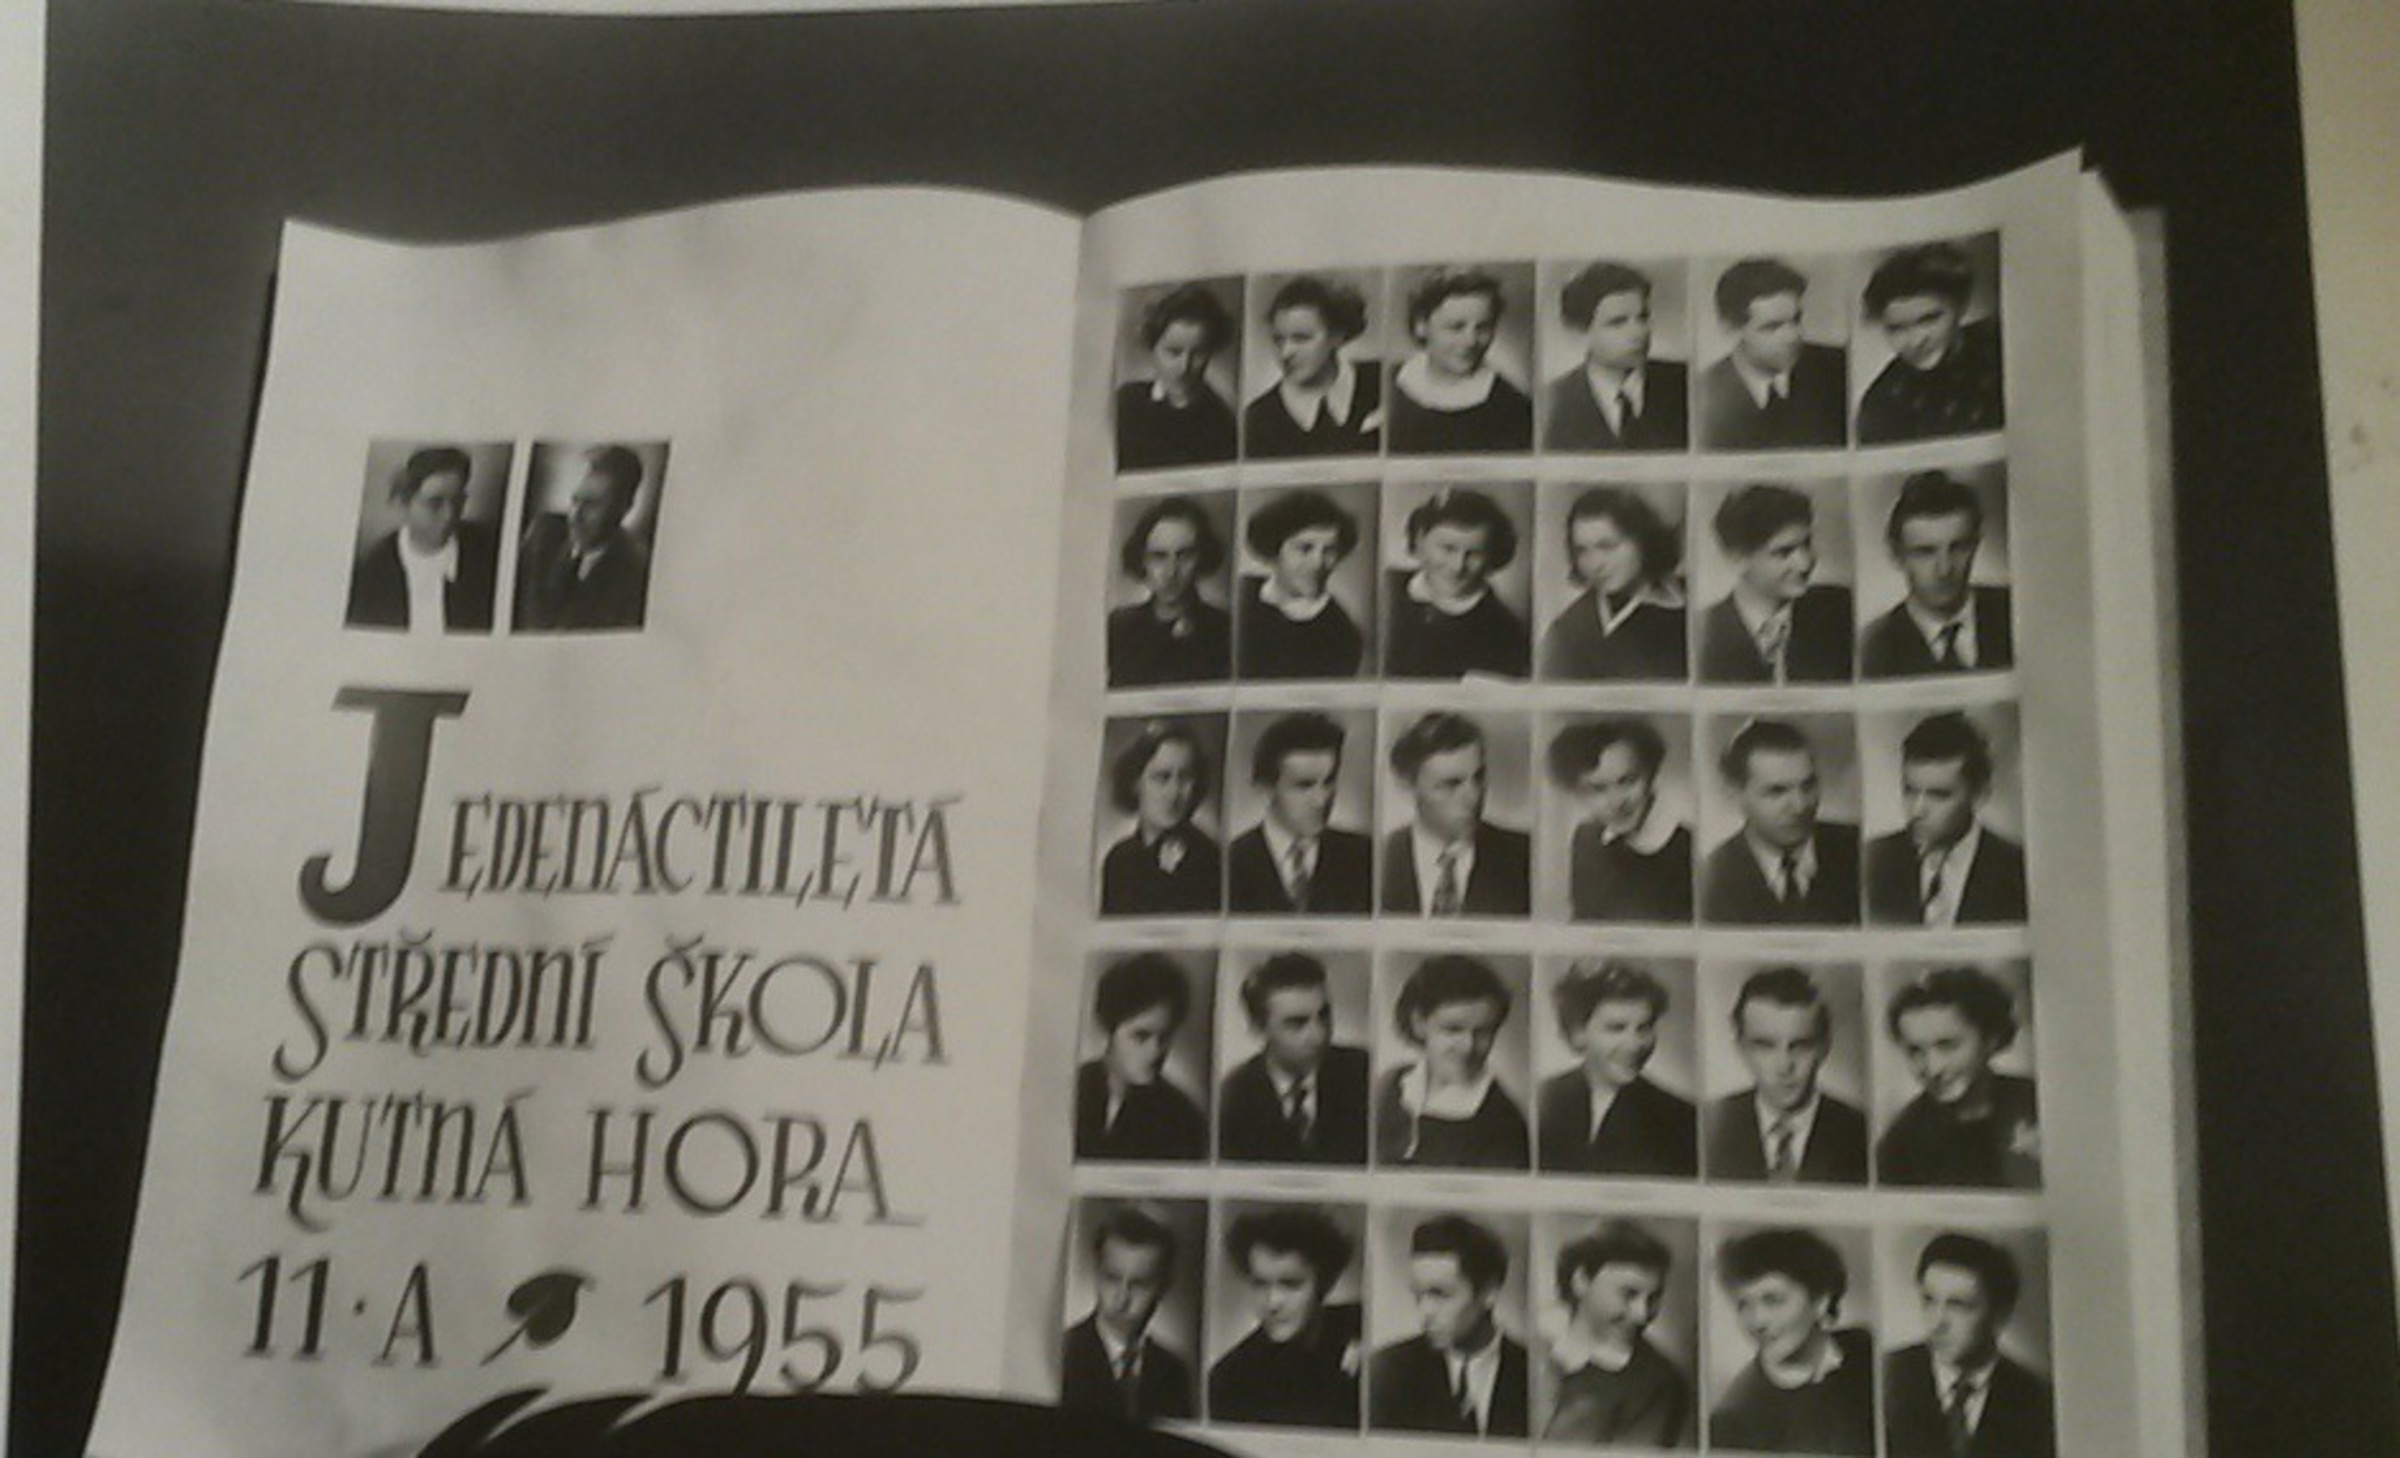 JEDENÁCTILETÁ
STŘEDNÍ ŠKOLA
KUTNÁ HORA
11·A 1955